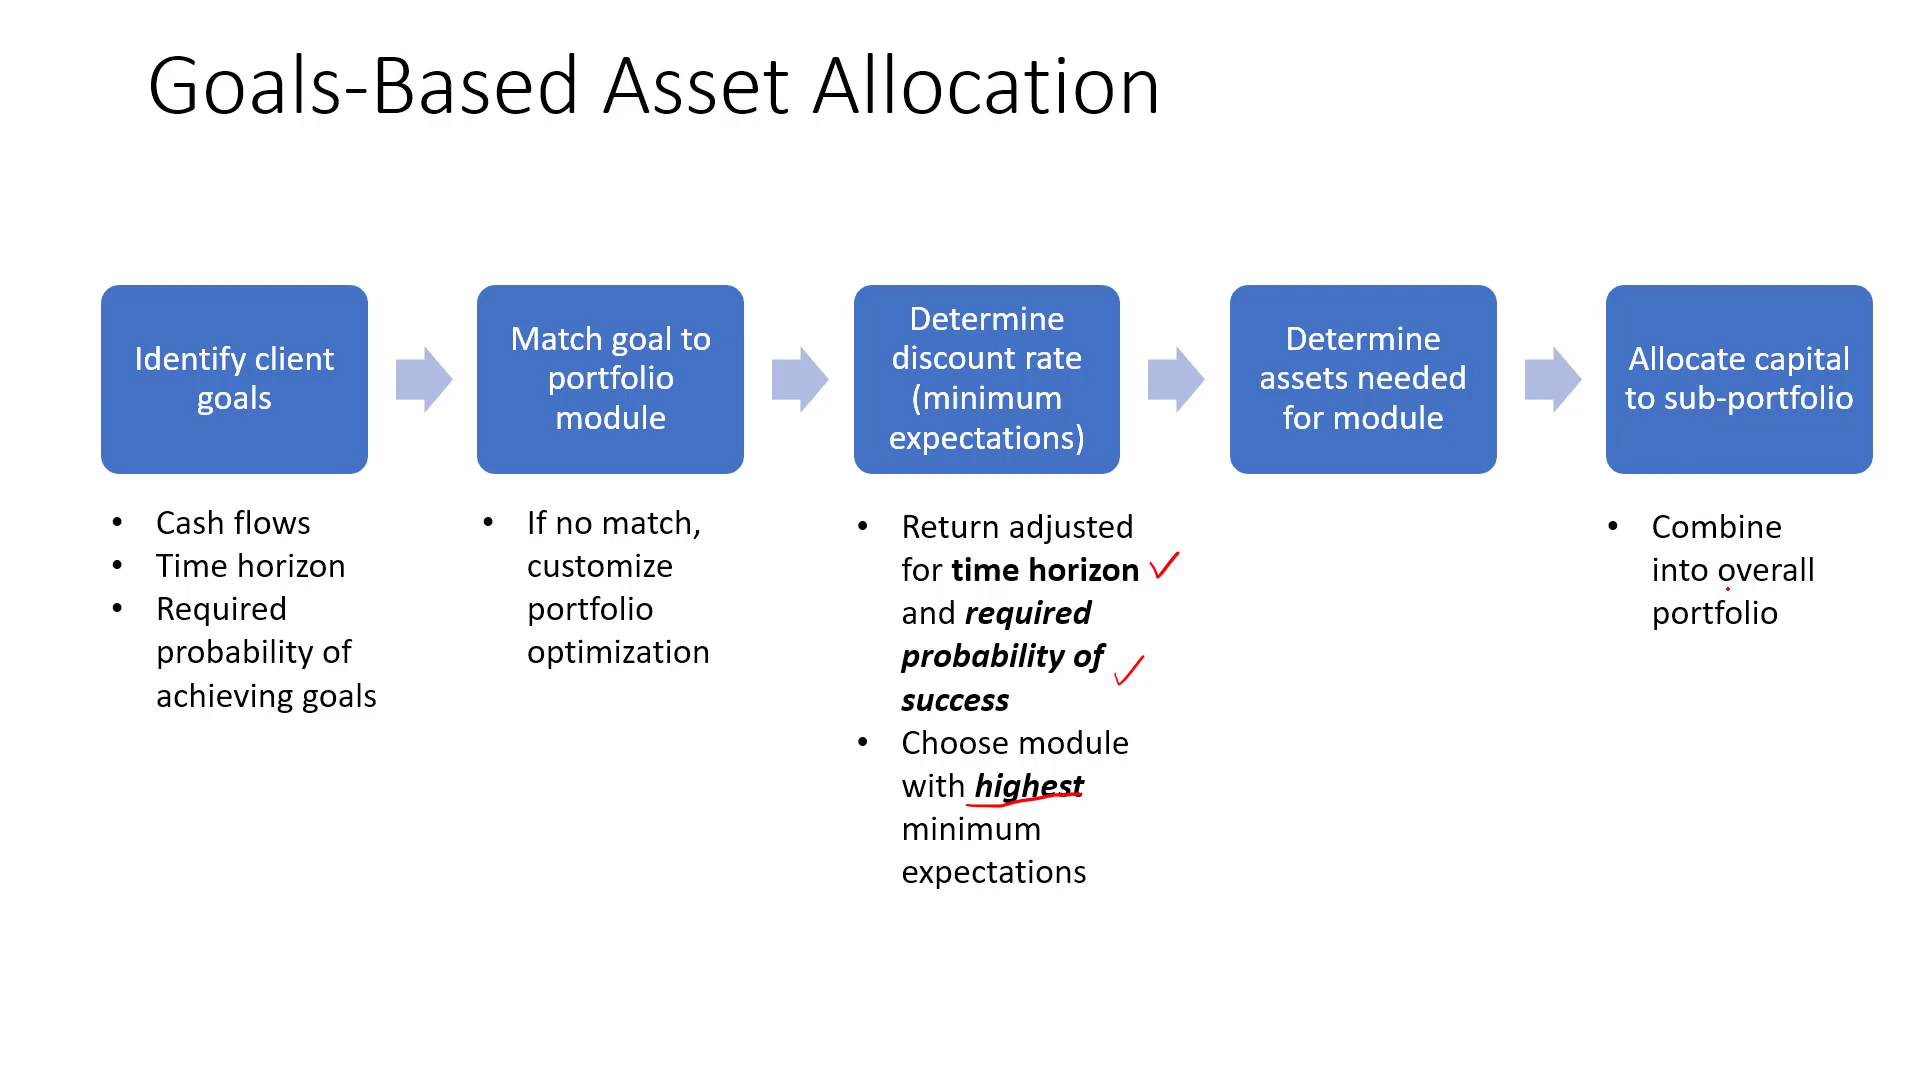 Goals-Based Asset Allocation
Identify client
goals
• Cash flows
• Time horizon
• Required
probability of
achieving goals
Match goal to
portfolio
module
• If no match,
customize
portfolio
optimization
Determine
discount rate
(minimum
expectations)
• Return adjusted
for time horizon
and required
probability of
success
• Choose module
with highest
minimum
expectations
Determine
assets needed
for module
Allocate capital
to sub-portfolio
• Combine
into overall
portfolio